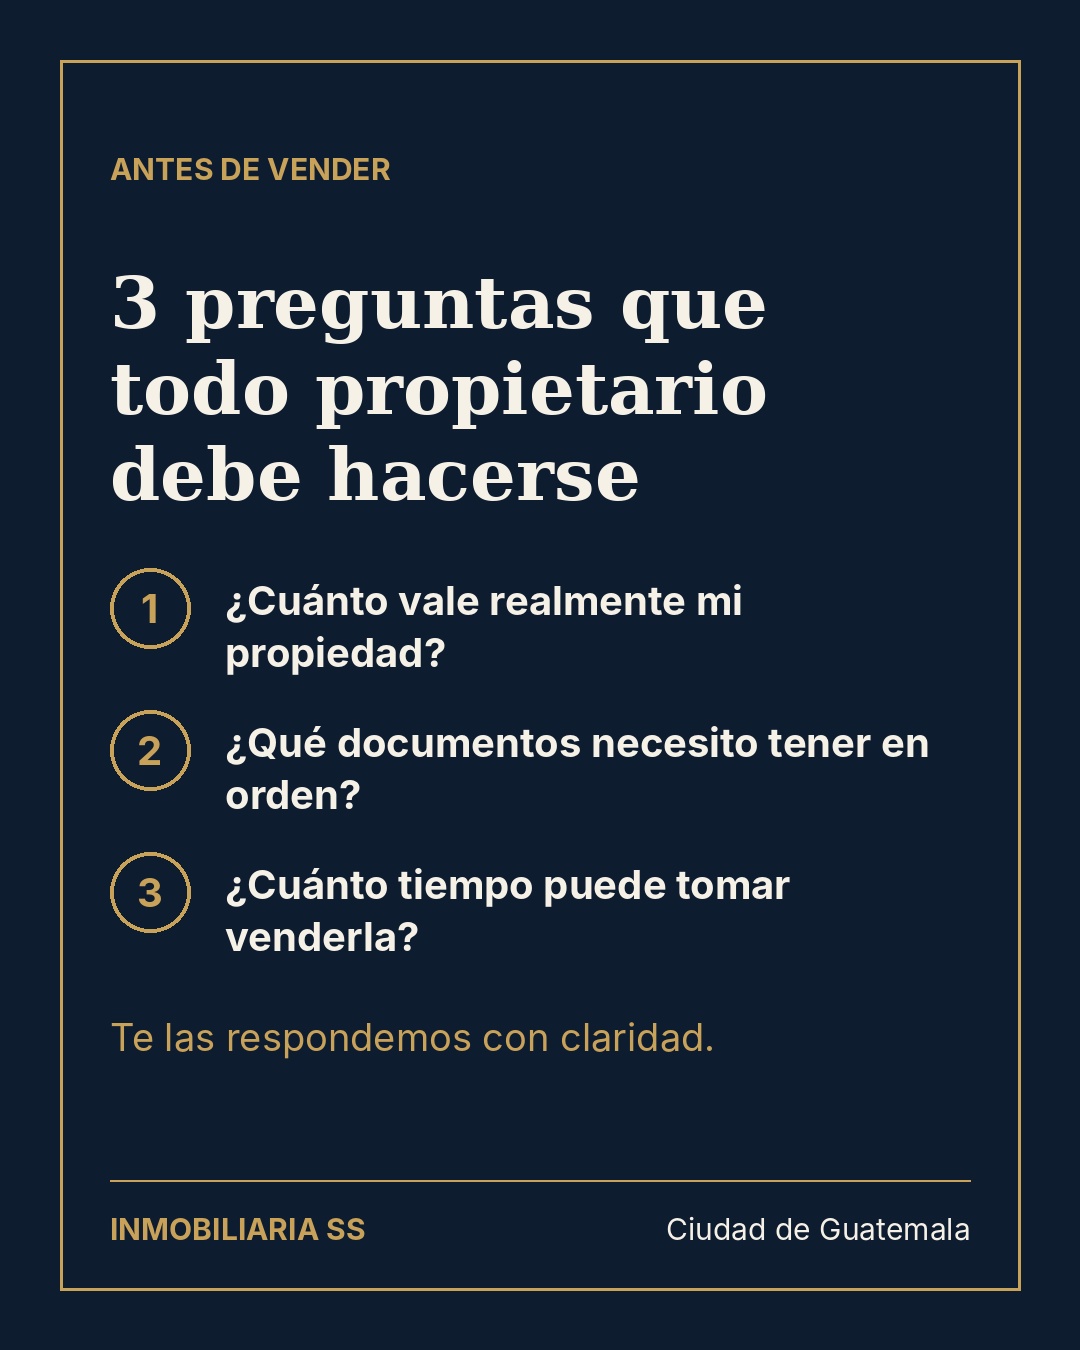 ANTES DE VENDER
3 preguntas que
todo propietario
debe hacerse
1 ¿Cuánto vale realmente mi
propiedad?
2 ¿Qué documentos necesito tener en
orden?
3 ¿Cuánto tiempo puede tomar
venderla?
Te las respondemos con claridad.
INMOBILIARIA SS Ciudad de Guatemala